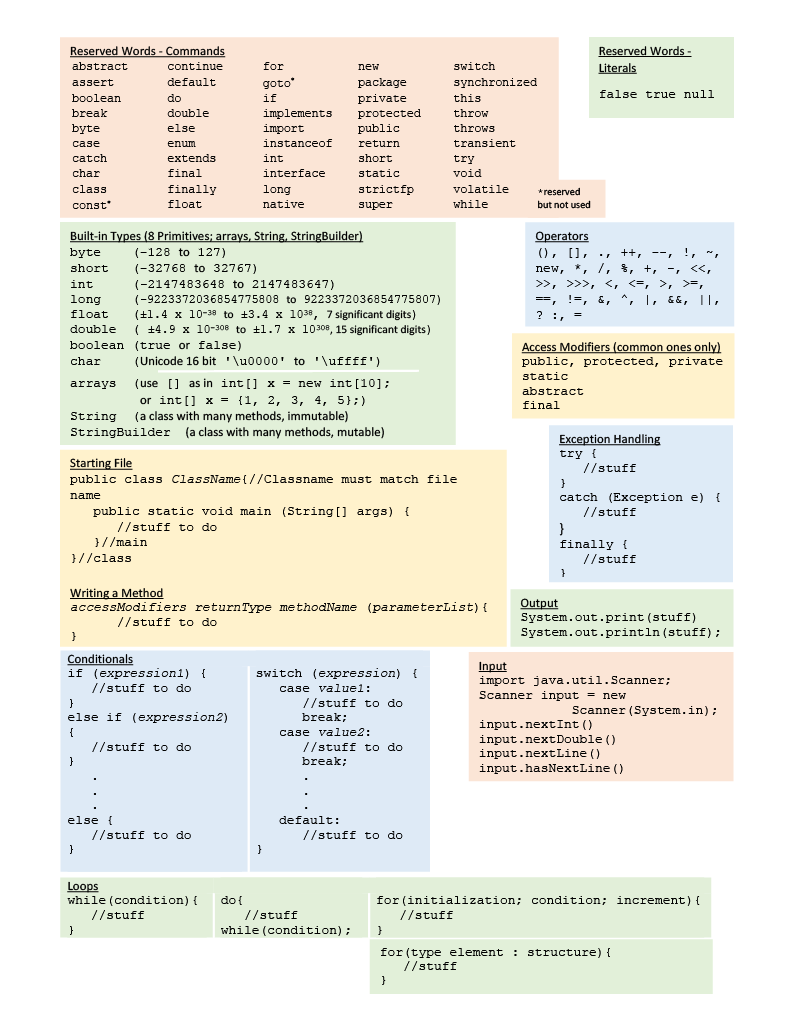 Reserved Words - Commands
abstract continue for new switch
assert default goto* package synchronized
boolean do if private this
break double implements protected throw
byte else import public throws
case enum instanceof return transient
catch extends int short try
char final interface static void
class finally long strictfp volatile
const* float native super while
*reserved
but not used
Reserved Words -
Literals
false true null
Built-in Types (8 Primitives; arrays, String, StringBuilder)
byte (-128 to 127)
short (-32768 to 32767)
int (-2147483648 to 2147483647)
long (-9223372036854775808 to 9223372036854775807)
float (±1.4 x 10⁻³⁸ to ±3.4 x 10³⁸, 7 significant digits)
double ( ±4.9 x 10⁻³⁰⁸ to ±1.7 x 10³⁰⁸, 15 significant digits)
boolean (true or false)
char (Unicode 16 bit '\u0000' to '\uffff')
arrays (use [] as in int[] x = new int[10];
or int[] x = {1, 2, 3, 4, 5};)
String (a class with many methods, immutable)
StringBuilder (a class with many methods, mutable)
Operators
(), [], ., ++, --, !, ~,
new, *, /, %, +, -, <<,
>>, >>>, <, <=, >, >=,
==, !=, &, ^, |, &&, ||,
? :, =
Access Modifiers (common ones only)
public, protected, private
static
abstract
final
Starting File
public class ClassName{//Classname must match file
name
public static void main (String[] args) {
//stuff to do
}//main
}//class
Writing a Method
accessModifiers returnType methodName (parameterList){
//stuff to do
}
Exception Handling
try {
//stuff
}
catch (Exception e) {
//stuff
}
finally {
//stuff
}
Output
System.out.print(stuff)
System.out.println(stuff);
Conditionals
if (expression1) {
//stuff to do
}
else if (expression2)
{
//stuff to do
}
.
.
.
else {
//stuff to do
}
switch (expression) {
case value1:
//stuff to do
break;
case value2:
//stuff to do
break;
.
.
.
default:
//stuff to do
}
Input
import java.util.Scanner;
Scanner input = new
Scanner(System.in);
input.nextInt()
input.nextDouble()
input.nextLine()
input.hasNextLine()
Loops
while(condition){
//stuff
}
do{
//stuff
while(condition);
for(initialization; condition; increment){
//stuff
}
for(type element : structure){
//stuff
}